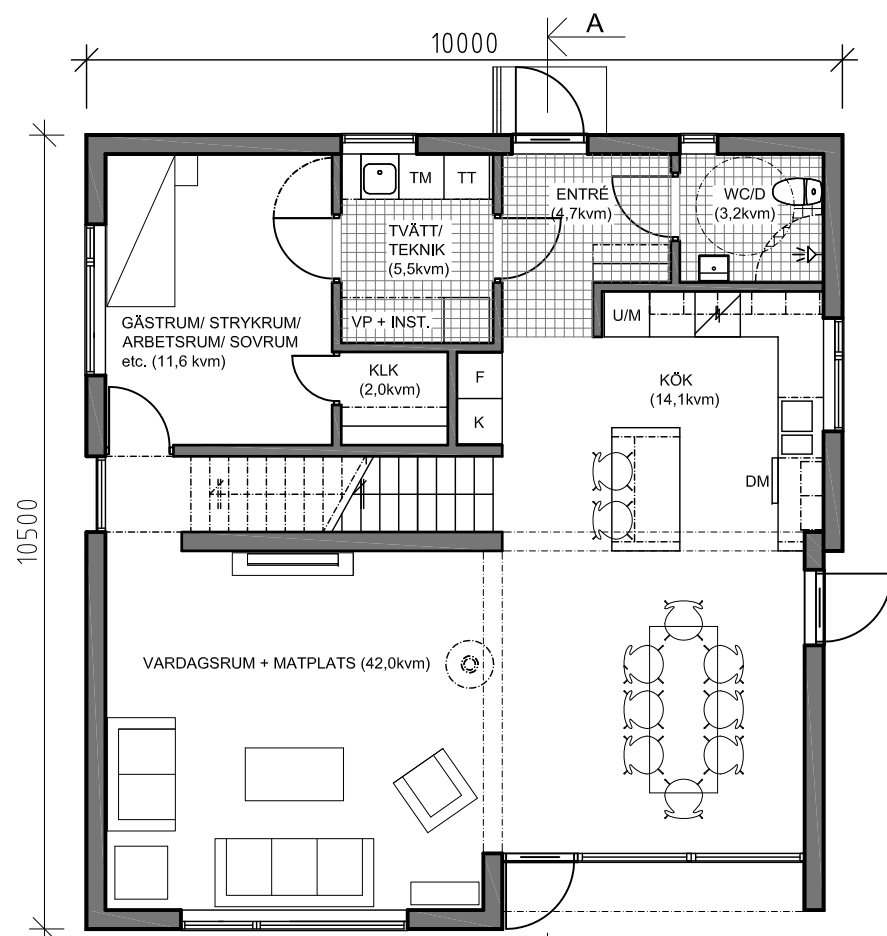 A
10000
TM
TT
ENTRÉ
(4,7kvm)
WC/D
(3,2kvm)
TVÄTT/
TEKNIK
(5,5kvm)
GÄSTRUM/ STRYKRUM/
ARBETSRUM/ SOVRUM
etc. (11,6 kvm)
VP + INST.
U/M
KLK
(2,0kvm)
F
K
KÖK
(14,1kvm)
DM
10500
VARDAGSRUM + MATPLATS (42,0kvm)